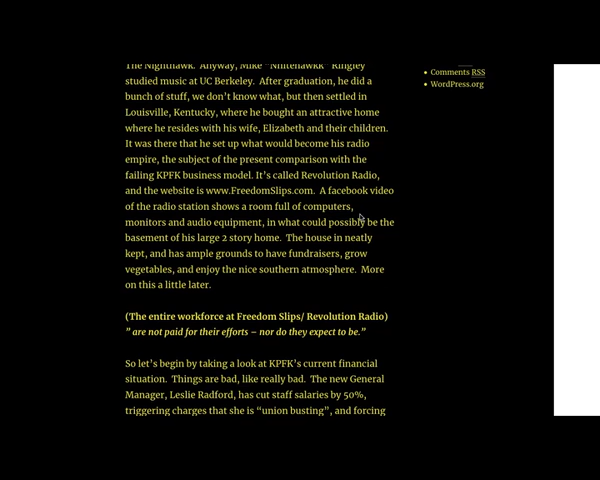 The Nighthawk.  Anyway, Mike "Nhitehawkk" Ringley
studied music at UC Berkeley.  After graduation, he did a
bunch of stuff, we don't know what, but then settled in
Louisville, Kentucky, where he bought an attractive home
where he resides with his wife, Elizabeth and their children.
It was there that he set up what would become his radio
empire, the subject of the present comparison with the
failing KPFK business model. It's called Revolution Radio,
and the website is www.FreedomSlips.com.  A facebook video
of the radio station shows a room full of computers,
monitors and audio equipment, in what could possibly be the
basement of his large 2 story home.  The house in neatly
kept, and has ample grounds to have fundraisers, grow
vegetables, and enjoy the nice southern atmosphere.  More
on this a little later.
(The entire workforce at Freedom Slips/ Revolution Radio)
" are not paid for their efforts – nor do they expect to be."
So let's begin by taking a look at KPFK's current financial
situation.  Things are bad, like really bad.  The new General
Manager, Leslie Radford, has cut staff salaries by 50%,
triggering charges that she is "union busting", and forcing
Comments RSS
WordPress.org